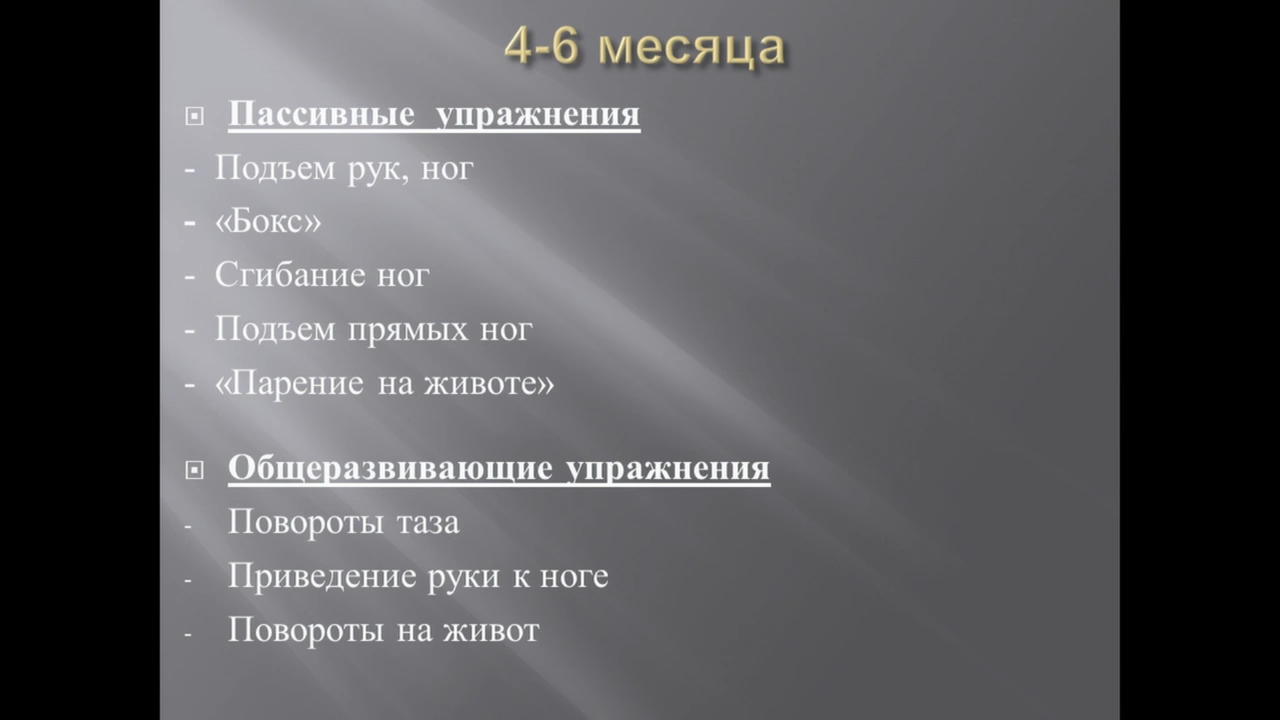 4-6 месяца
Пассивные упражнения
- Подъем рук, ног
- «Бокс»
- Сгибание ног
- Подъем прямых ног
- «Парение на животе»
Общеразвивающие упражнения
- Повороты таза
- Приведение руки к ноге
- Повороты на живот